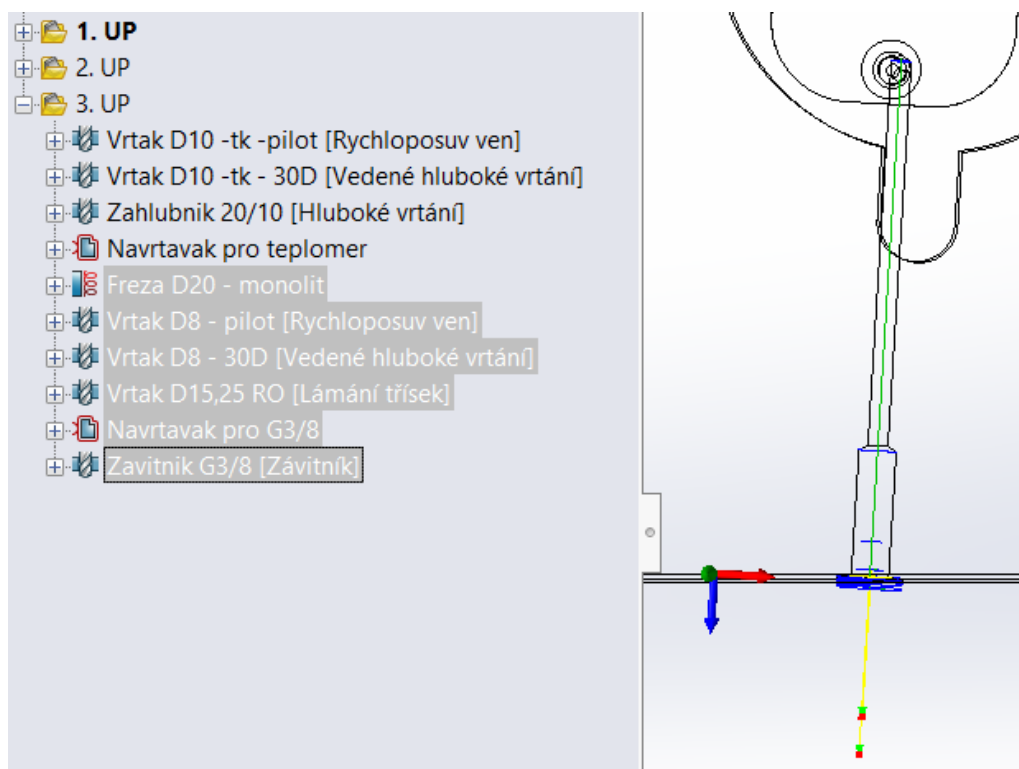 1. UP
2. UP
3. UP
Vrtak D10 -tk -pilot [Rychloposuv ven]
Vrtak D10 -tk - 30D [Vedené hluboké vrtání]
Zahlubnik 20/10 [Hluboké vrtání]
Navrtavak pro teplomer
Freza D20 - monolit
Vrtak D8 - pilot [Rychloposuv ven]
Vrtak D8 - 30D [Vedené hluboké vrtání]
Vrtak D15,25 RO [Lámání třísek]
Navrtavak pro G3/8
Zavitnik G3/8 [Závitník]